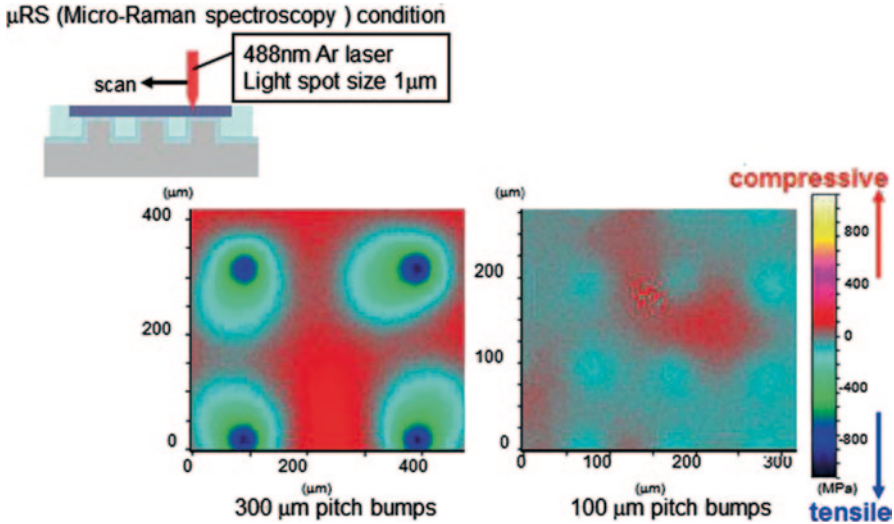 μRS (Micro-Raman spectroscopy ) condition
488nm Ar laser
Light spot size 1μm
scan
(μm)
400
200
0
0
200
400
(μm)
300 μm pitch bumps
(μm)
200
100
0
0
100
200
300
(μm)
100 μm pitch bumps
compressive
800
400
0
-400
-800
(MPa)
tensile